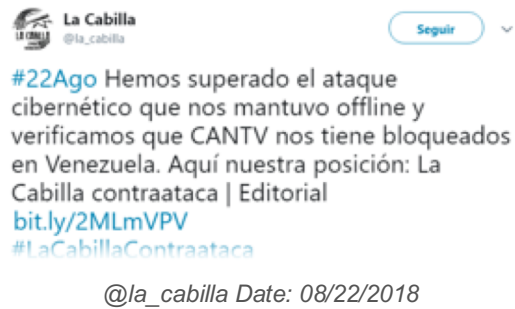 La Cabilla
@la_cabilla
Seguir
#22Ago Hemos superado el ataque
cibernético que nos mantuvo offline y
verificamos que CANTV nos tiene bloqueados
en Venezuela. Aquí nuestra posición: La
Cabilla contraataca | Editorial
bit.ly/2MLmVPV
#LaCabillaContraataca
@la_cabilla Date: 08/22/2018